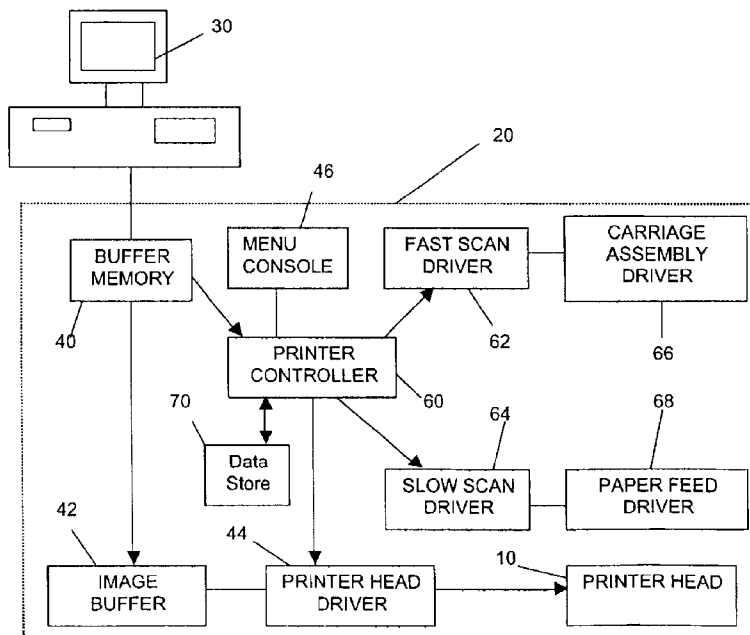 30
20
46
BUFFER
MEMORY
MENU
CONSOLE
FAST SCAN
DRIVER
CARRIAGE
ASSEMBLY
DRIVER
40
62
66
PRINTER
CONTROLLER
60
70
64
68
Data
Store
SLOW SCAN
DRIVER
PAPER FEED
DRIVER
42
44
10
IMAGE
BUFFER
PRINTER HEAD
DRIVER
PRINTER HEAD